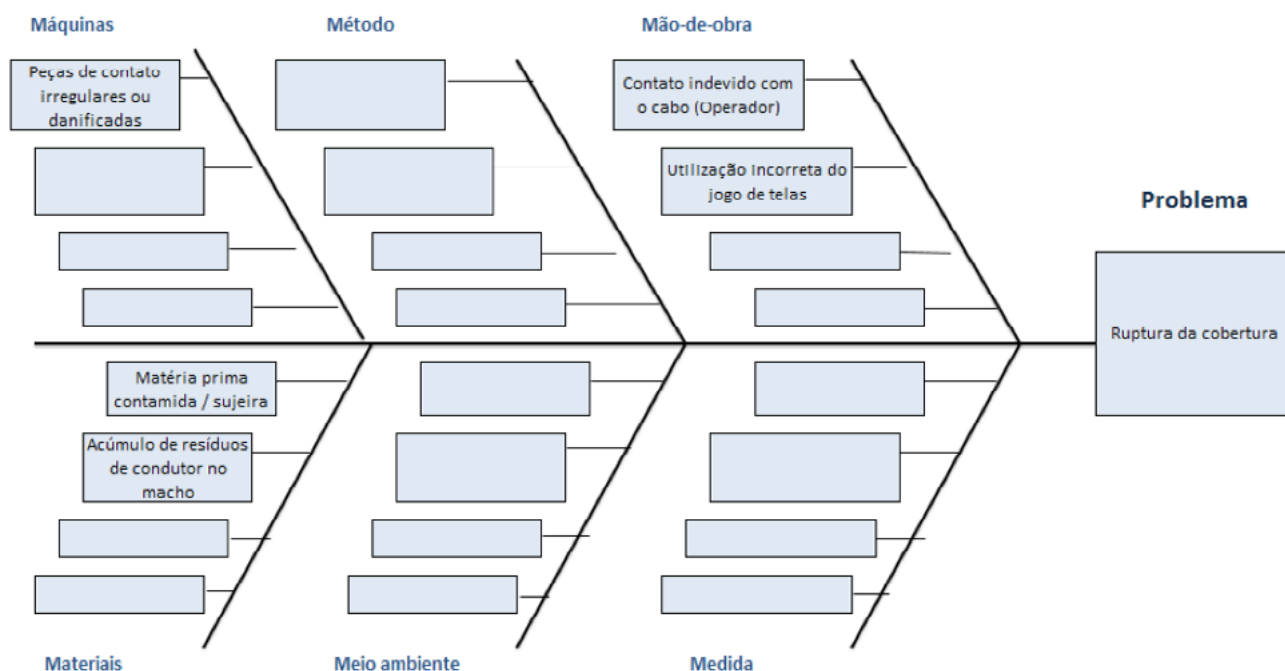 Máquinas
Método
Mão-de-obra
Peças de contato
irregulares ou
danificadas
Contato indevido com
o cabo (Operador)
Utilização incorreta do
jogo de telas
Problema
Ruptura da cobertura
Matéria prima
contamida / sujeira
Acúmulo de resíduos
de condutor no
macho
Materiais
Meio ambiente
Medida